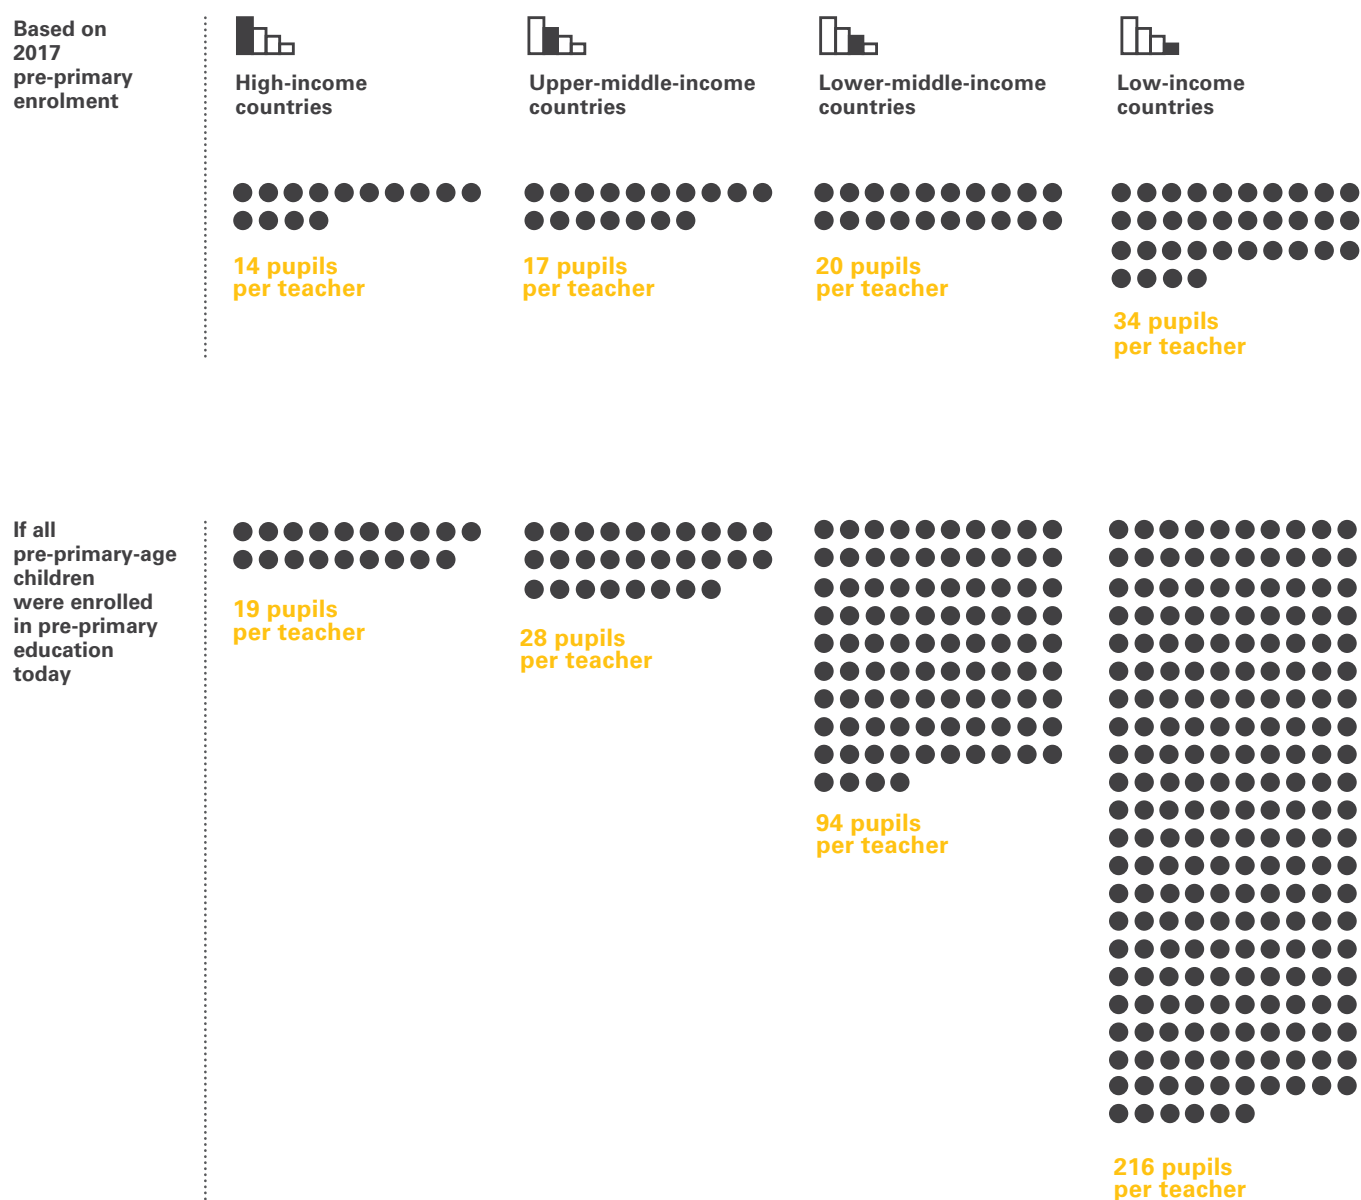 Based on
2017
pre-primary
enrolment
High-income
countries
Upper-middle-income
countries
Lower-middle-income
countries
Low-income
countries
14 pupils
per teacher
17 pupils
per teacher
20 pupils
per teacher
34 pupils
per teacher
If all
pre-primary-age
children
were enrolled
in pre-primary
education
today
19 pupils
per teacher
28 pupils
per teacher
94 pupils
per teacher
216 pupils
per teacher